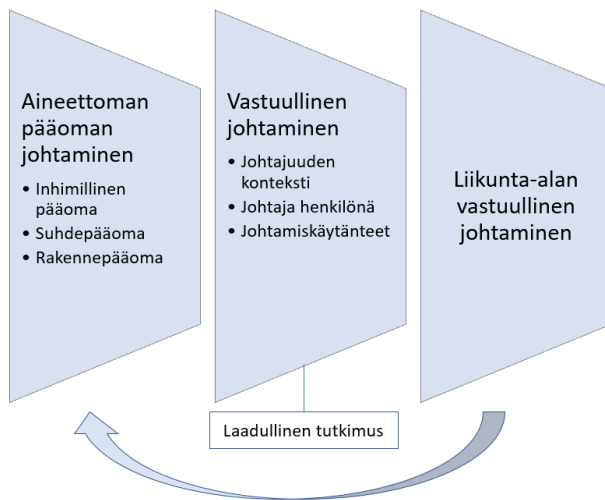 Aineettoman
pääoman
johtaminen
• Inhimillinen
pääoma
• Suhdepääoma
• Rakennepääoma
Vastuullinen
johtaminen
• Johtajuuden
konteksti
• Johtaja henkilönä
• Johtamiskäytänteet
Liikunta-alan
vastuullinen
johtaminen
Laadullinen tutkimus